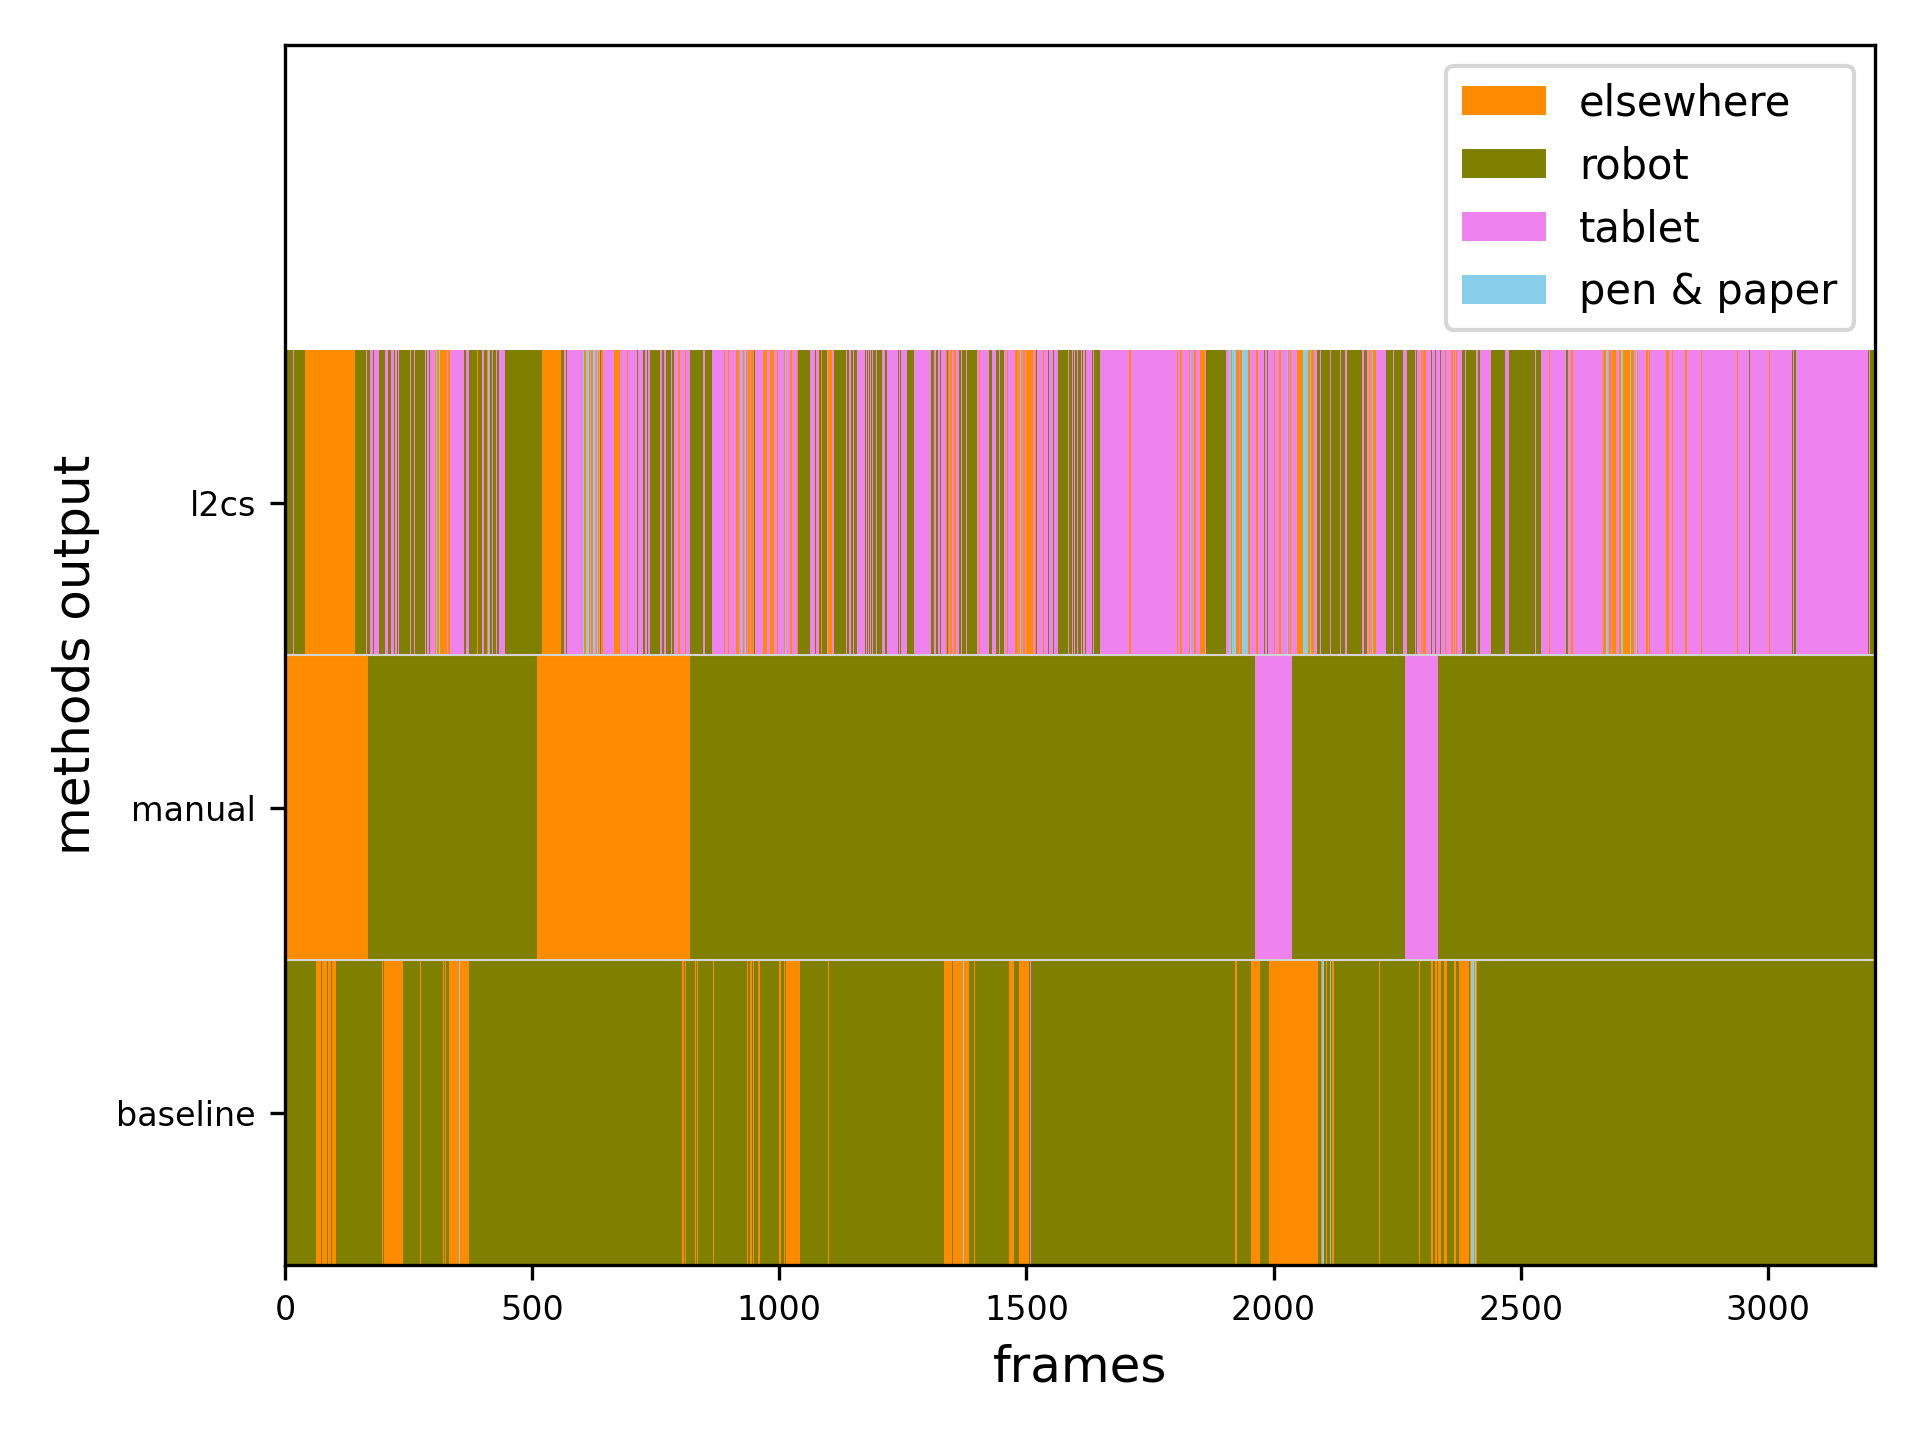 elsewhere
robot
tablet
pen & paper
methods output
l2cs
manual
baseline
0 500 1000 1500 2000 2500 3000
frames